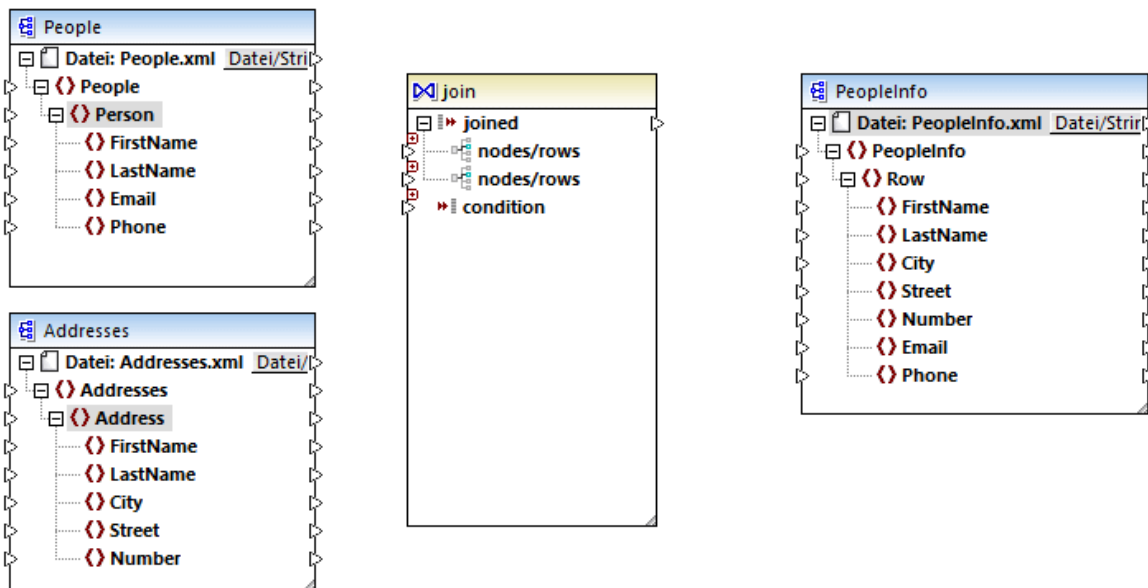 People
Datei: People.xml Datei/Stri
People
Person
FirstName
LastName
Email
Phone
Addresses
Datei: Addresses.xml Datei/
Addresses
Address
FirstName
LastName
City
Street
Number
join
joined
nodes/rows
nodes/rows
condition
PeopleInfo
Datei: PeopleInfo.xml Datei/Strin
PeopleInfo
Row
FirstName
LastName
City
Street
Number
Email
Phone